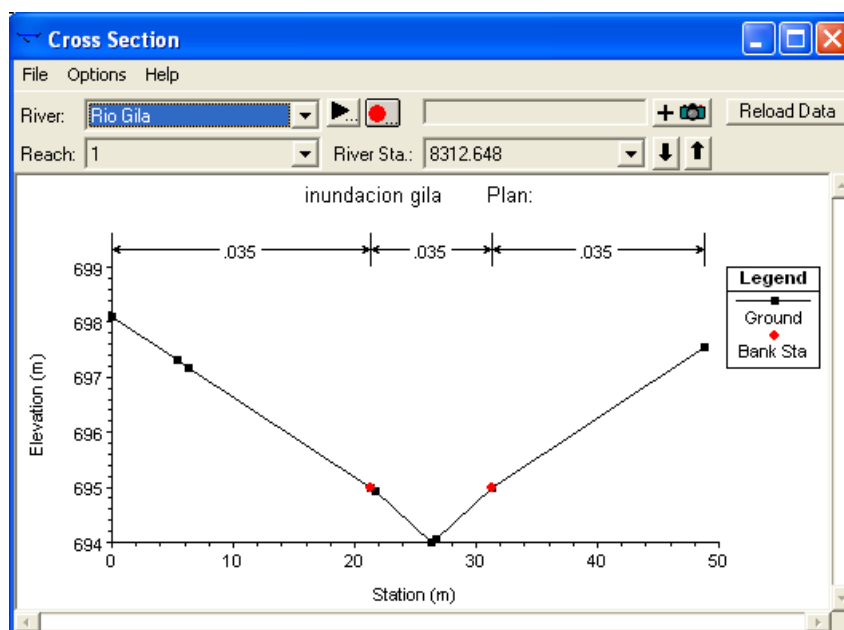 Cross Section
File Options Help
River: Rio Gila Reload Data
Reach: 1 River Sta.: 8312.648
inundacion gila Plan:
.035 .035 .035
699
698
697
696
695
694
Elevation (m)
0 10 20 30 40 50
Station (m)
Legend
Ground
Bank Sta